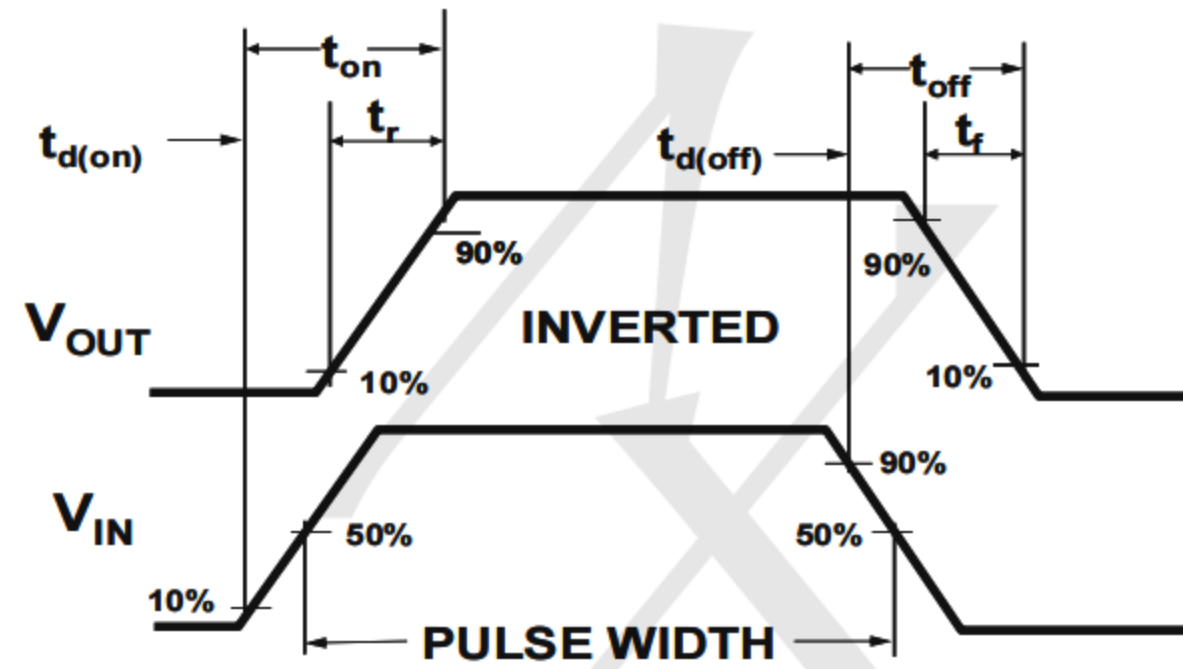 ton
toff
tr
tf
td(on)
td(off)
90%
90%
VOUT
INVERTED
10%
10%
90%
VIN
50%
50%
10%
PULSE WIDTH